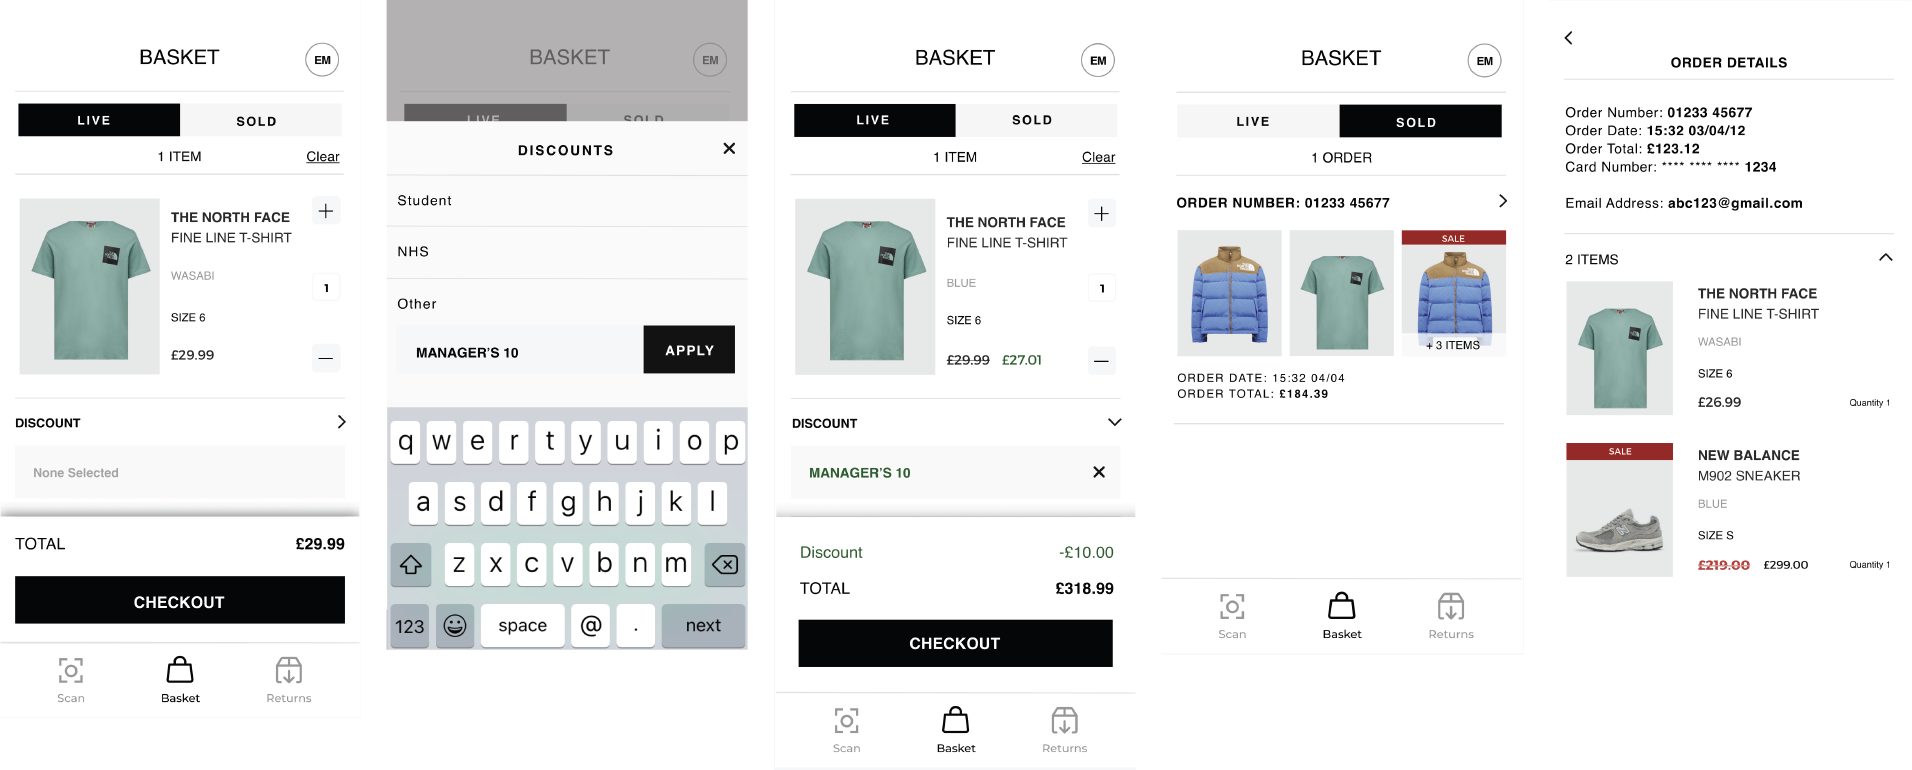 BASKET
EM
LIVE
SOLD
1 ITEM
Clear
THE NORTH FACE
FINE LINE T-SHIRT
WASABI
1
SIZE 6
£29.99
DISCOUNT
None Selected
TOTAL
£29.99
CHECKOUT
Scan
Basket
Returns
BASKET
EM
LIVE
SOLD
DISCOUNTS
Student
NHS
Other
MANAGER'S 10
APPLY
q w e r t y u i o p
a s d f g h j k l
z x c v b n m
123
space
@
.
next
BASKET
EM
LIVE
SOLD
1 ITEM
Clear
THE NORTH FACE
FINE LINE T-SHIRT
BLUE
1
SIZE 6
£29.99 £27.01
DISCOUNT
MANAGER'S 10
Discount
-£10.00
TOTAL
£318.99
CHECKOUT
Scan
Basket
Returns
BASKET
EM
LIVE
SOLD
1 ORDER
ORDER NUMBER: 01233 45677
SALE
+ 3 ITEMS
ORDER DATE: 15:32 04/04
ORDER TOTAL: £184.39
Scan
Basket
Returns
ORDER DETAILS
Order Number: 01233 45677
Order Date: 15:32 03/04/12
Order Total: £123.12
Card Number: **** **** **** 1234
Email Address: abc123@gmail.com
2 ITEMS
THE NORTH FACE
FINE LINE T-SHIRT
WASABI
SIZE 6
£26.99
Quantity 1
SALE
NEW BALANCE
M902 SNEAKER
BLUE
SIZE S
£219.00 £299.00
Quantity 1